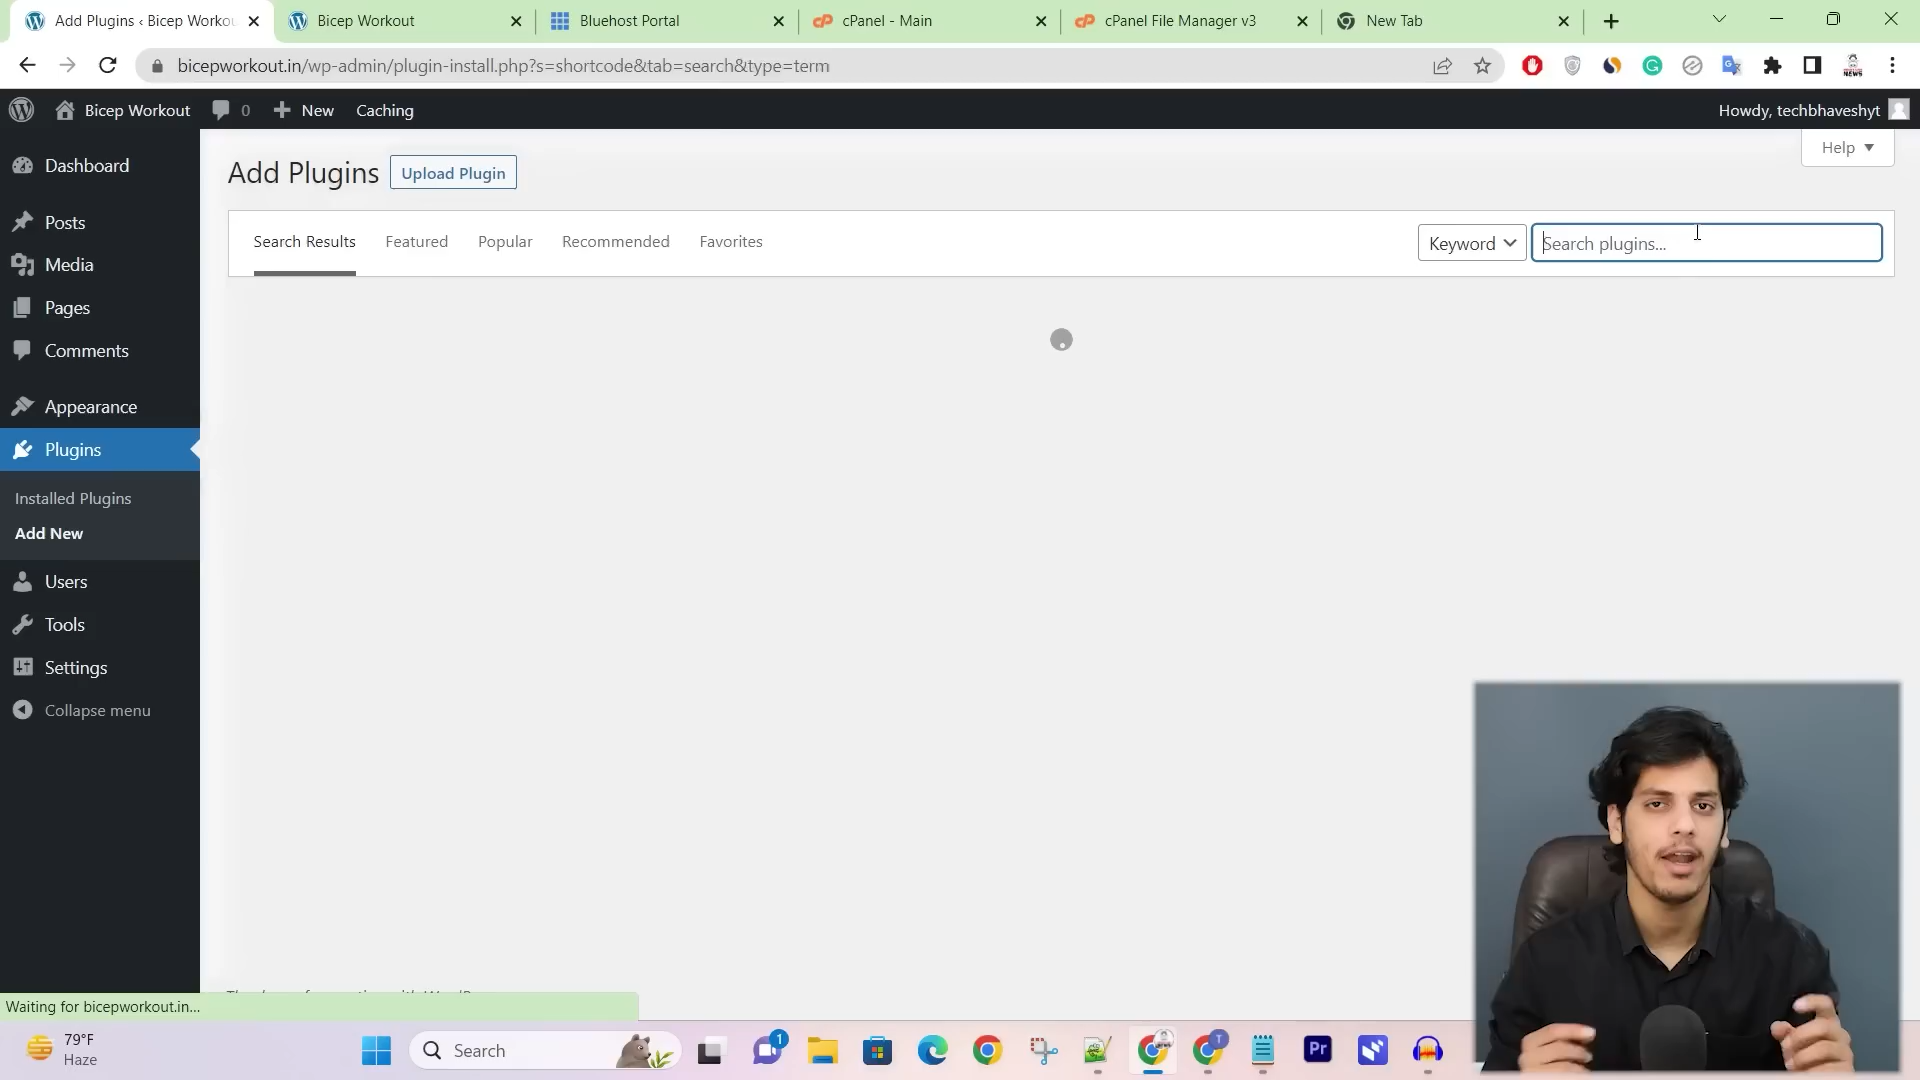 Add Plugins ‹ Bicep Workou
Bicep Workout
Bluehost Portal
cPanel - Main
cPanel File Manager v3
New Tab
bicepworkout.in/wp-admin/plugin-install.php?s=shortcode&tab=search&type=term
Bicep Workout
0
New
Caching
Howdy, techbhaveshyt
Dashboard
Posts
Media
Pages
Comments
Appearance
Plugins
Installed Plugins
Add New
Users
Tools
Settings
Collapse menu
Add Plugins
Upload Plugin
Help
Search Results
Featured
Popular
Recommended
Favorites
Keyword
Search plugins...
Waiting for bicepworkout.in...
79°F
Haze
Search
1
T
Pr